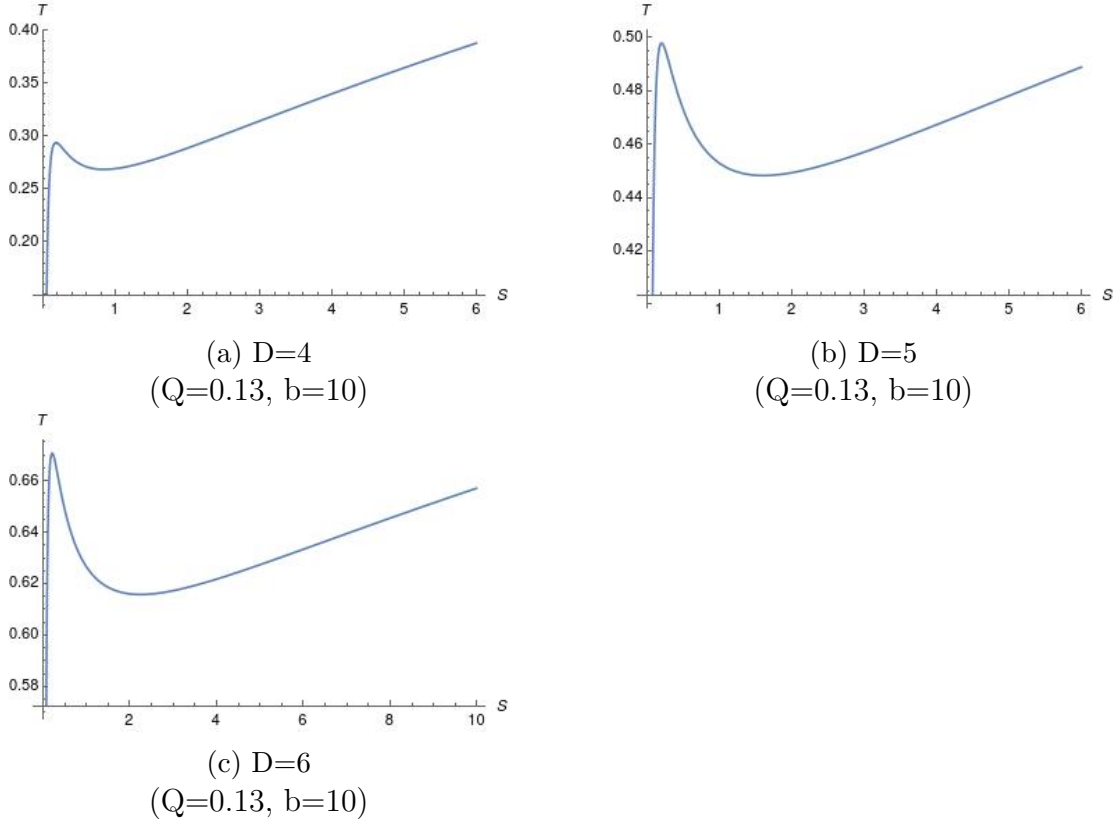 T
0.40
0.35
0.30
0.25
0.20
1 2 3 4 5 6 S
(a) D=4
(Q=0.13, b=10)
T
0.50
0.48
0.46
0.44
0.42
1 2 3 4 5 6 S
(b) D=5
(Q=0.13, b=10)
T
0.66
0.64
0.62
0.60
0.58
2 4 6 8 10 S
(c) D=6
(Q=0.13, b=10)